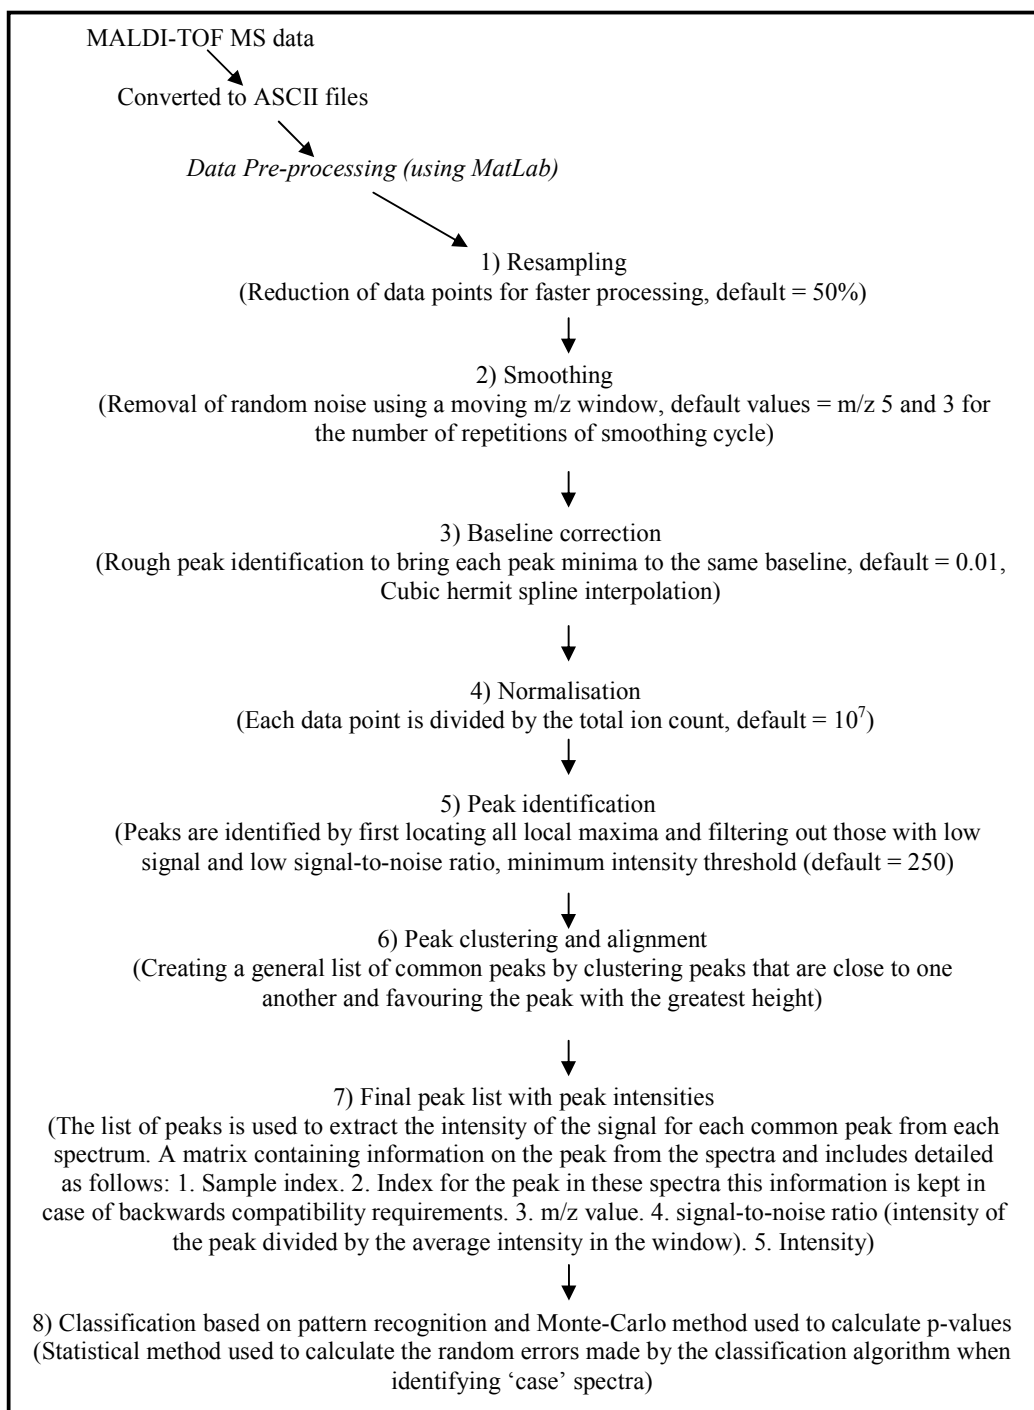 MALDI-TOF MS data
Converted to ASCII files
Data Pre-processing (using MatLab)
1) Resampling
(Reduction of data points for faster processing, default = 50%)
2) Smoothing
(Removal of random noise using a moving m/z window, default values = m/z 5 and 3 for
the number of repetitions of smoothing cycle)
3) Baseline correction
(Rough peak identification to bring each peak minima to the same baseline, default = 0.01,
Cubic hermit spline interpolation)
4) Normalisation
(Each data point is divided by the total ion count, default = 10⁷)
5) Peak identification
(Peaks are identified by first locating all local maxima and filtering out those with low
signal and low signal-to-noise ratio, minimum intensity threshold (default = 250)
6) Peak clustering and alignment
(Creating a general list of common peaks by clustering peaks that are close to one
another and favouring the peak with the greatest height)
7) Final peak list with peak intensities
(The list of peaks is used to extract the intensity of the signal for each common peak from each
spectrum. A matrix containing information on the peak from the spectra and includes detailed
as follows: 1. Sample index. 2. Index for the peak in these spectra this information is kept in
case of backwards compatibility requirements. 3. m/z value. 4. signal-to-noise ratio (intensity of
the peak divided by the average intensity in the window). 5. Intensity)
8) Classification based on pattern recognition and Monte-Carlo method used to calculate p-values
(Statistical method used to calculate the random errors made by the classification algorithm when
identifying ‘case’ spectra)